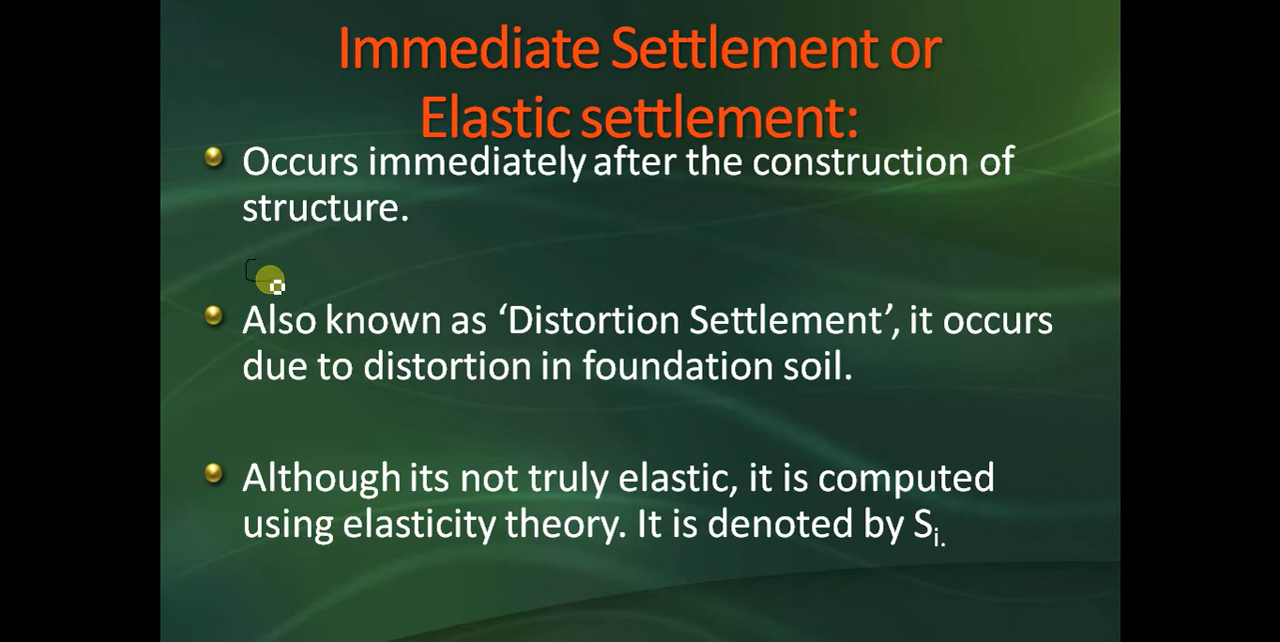 Immediate Settlement or
Elastic settlement:
Occurs immediately after the construction of
structure.
Also known as ‘Distortion Settlement’, it occurs
due to distortion in foundation soil.
Although its not truly elastic, it is computed
using elasticity theory. It is denoted by Si.